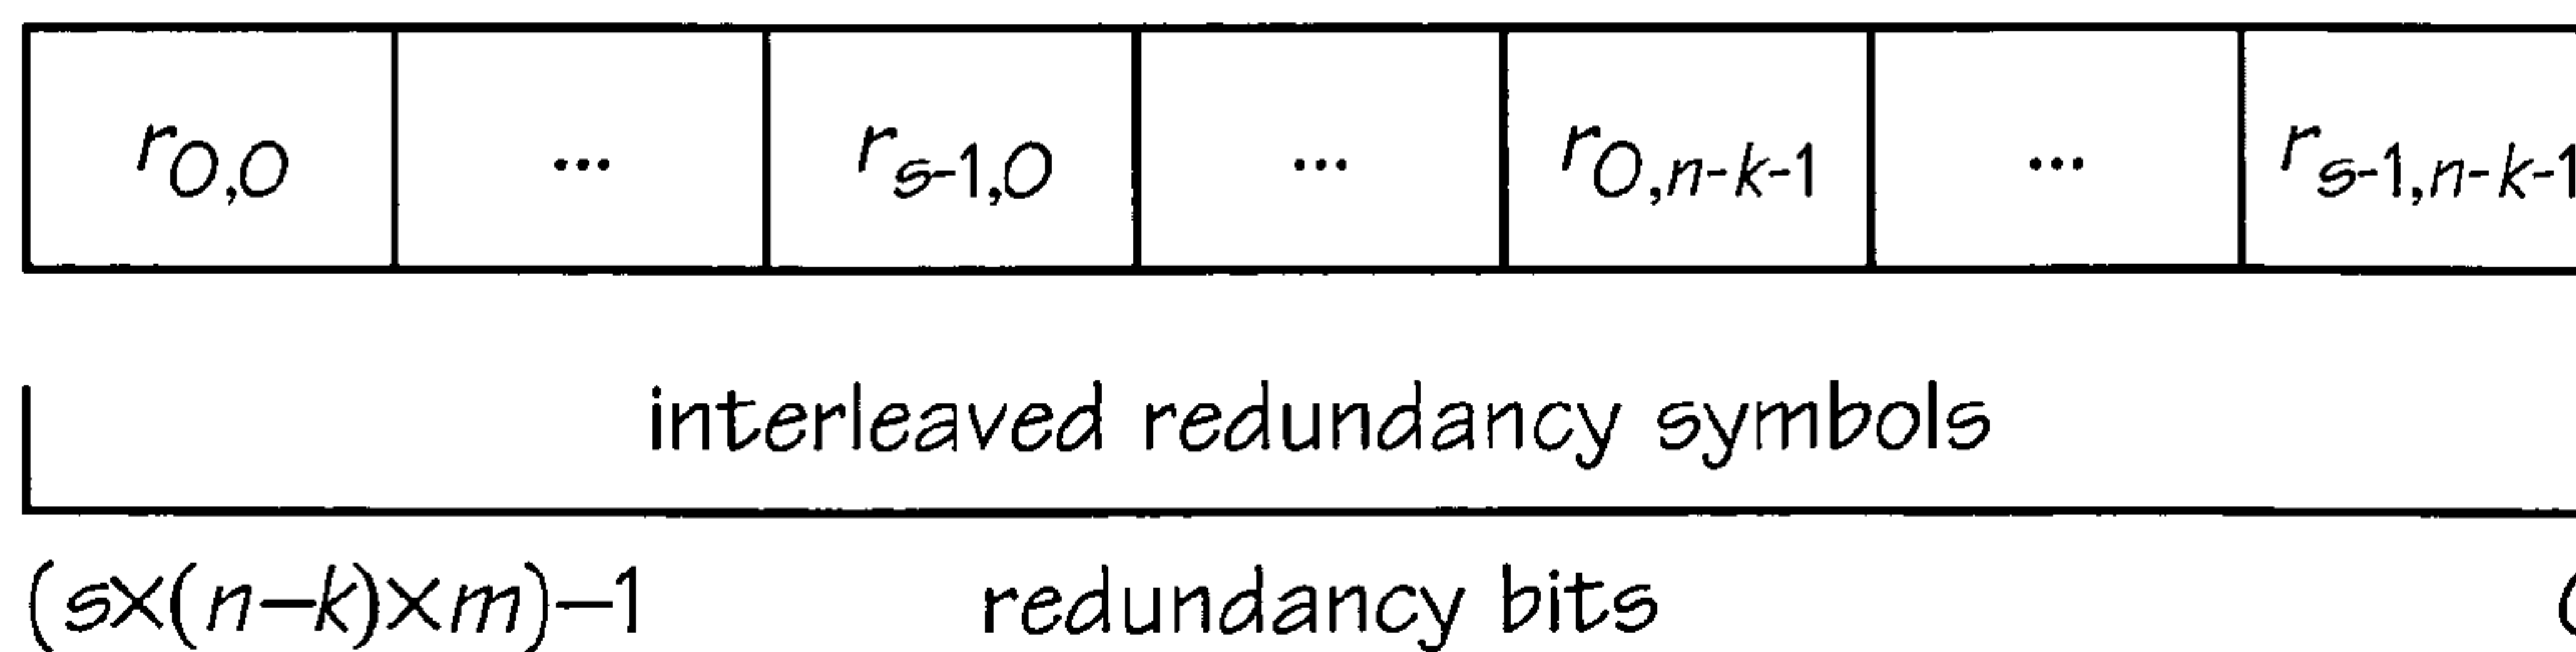 r0,0 ... rs-1,0 ... r0,n-k-1 ... rs-1,n-k-1
interleaved redundancy symbols
(s×(n–k)×m)–1 redundancy bits